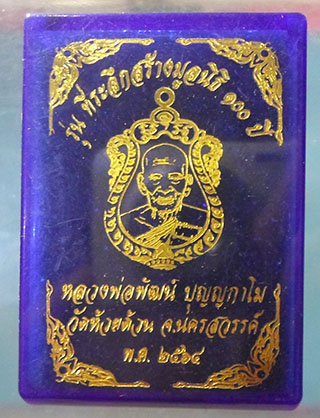 รุ่น ที่ระลึกสร้างมูลนิธิ ๑๐๐ ปี
หลวงพ่อพัฒน์ ปุญญกาโม
วัดห้วยด้วน จ.นครสวรรค์
พ.ศ. ๒๕๖๔